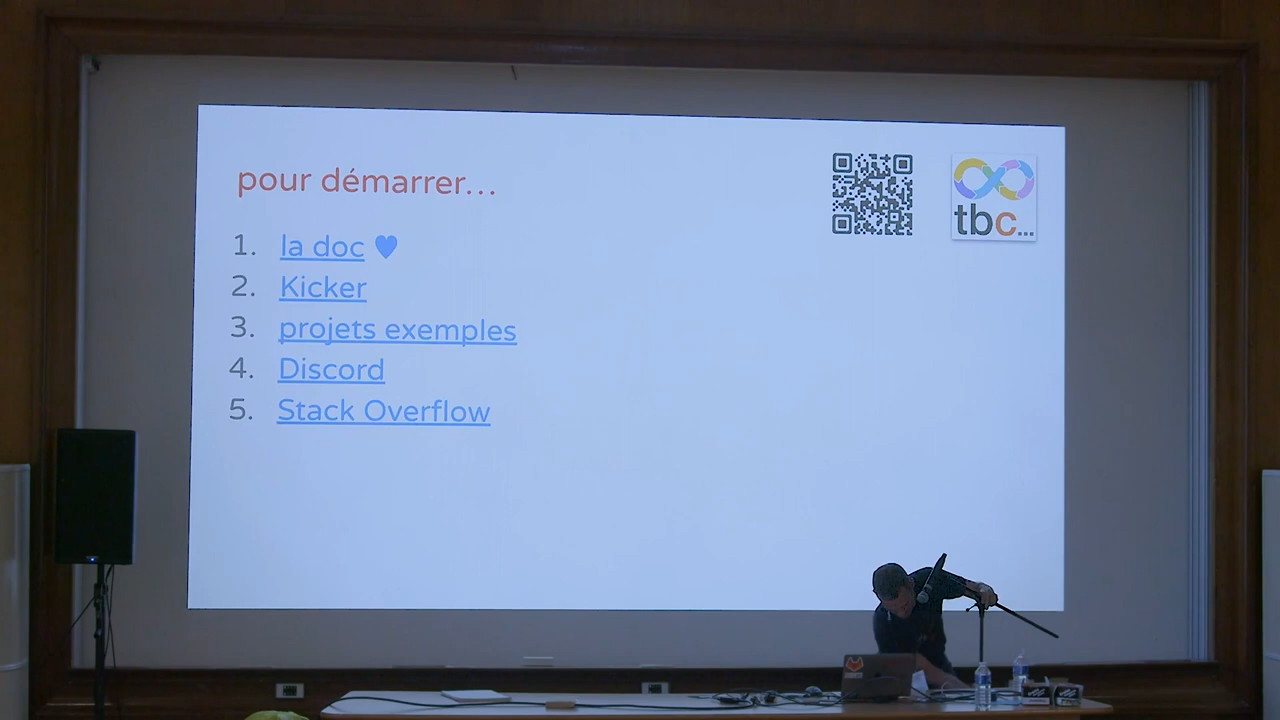 pour démarrer...
1. la doc ♥
2. Kicker
3. projets exemples
4. Discord
5. Stack Overflow
tbc...